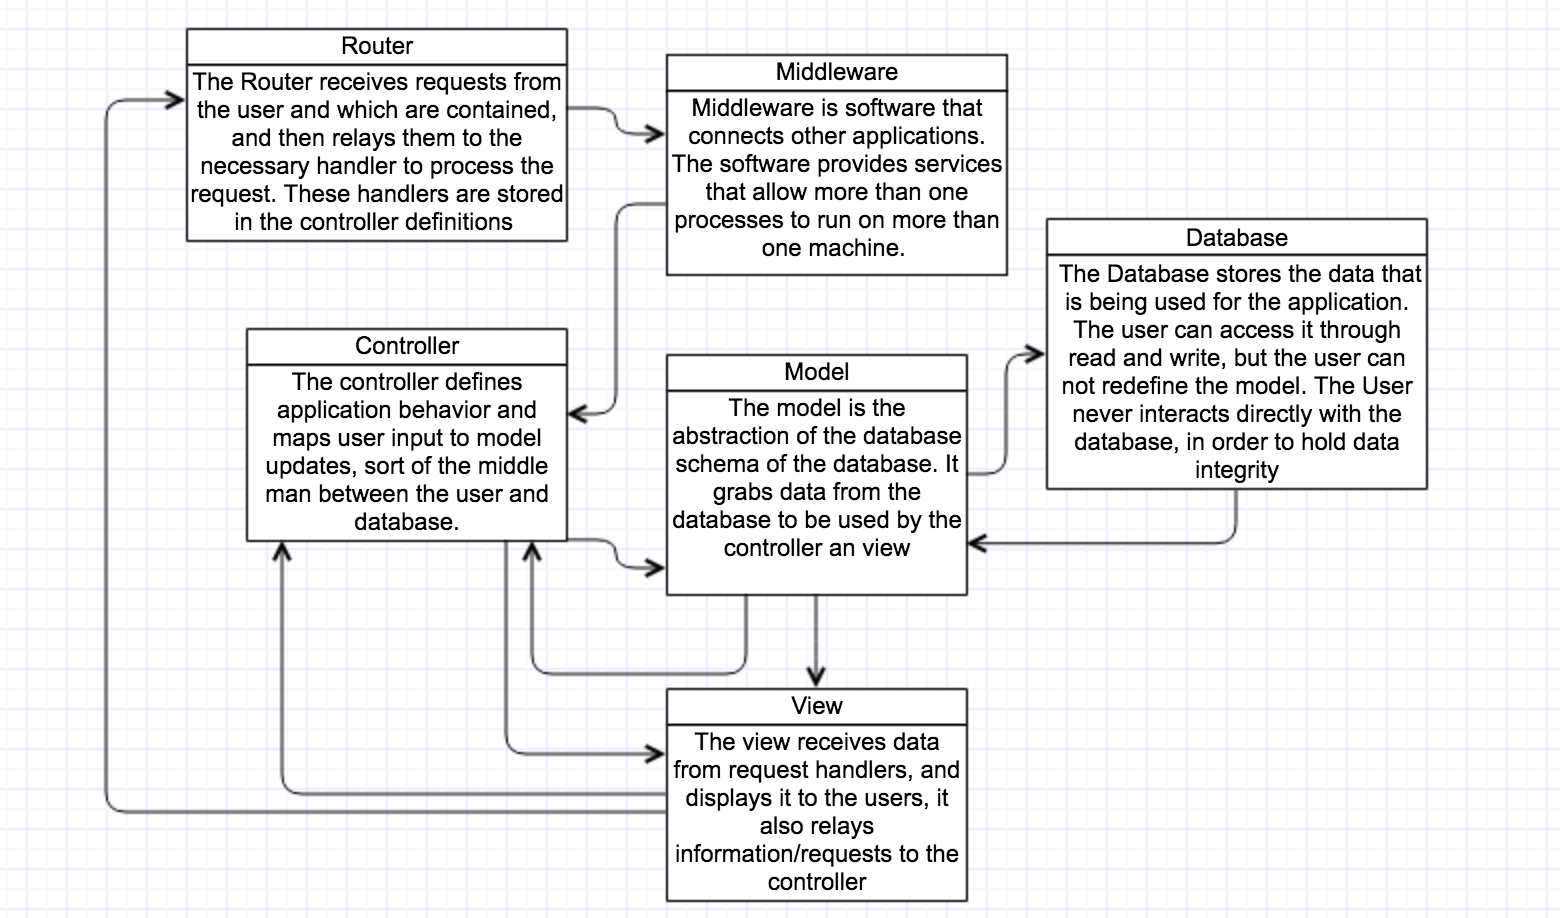 Router
The Router receives requests from
the user and which are contained,
and then relays them to the
necessary handler to process the
request. These handlers are stored
in the controller definitions
Middleware
Middleware is software that
connects other applications.
The software provides services
that allow more than one
processes to run on more than
one machine.
Database
The Database stores the data that
is being used for the application.
The user can access it through
read and write, but the user can
not redefine the model. The User
never interacts directly with the
database, in order to hold data
integrity
Controller
The controller defines
application behavior and
maps user input to model
updates, sort of the middle
man between the user and
database.
Model
The model is the
abstraction of the database
schema of the database. It
grabs data from the
database to be used by the
controller an view
View
The view receives data
from request handlers, and
displays it to the users, it
also relays
information/requests to the
controller